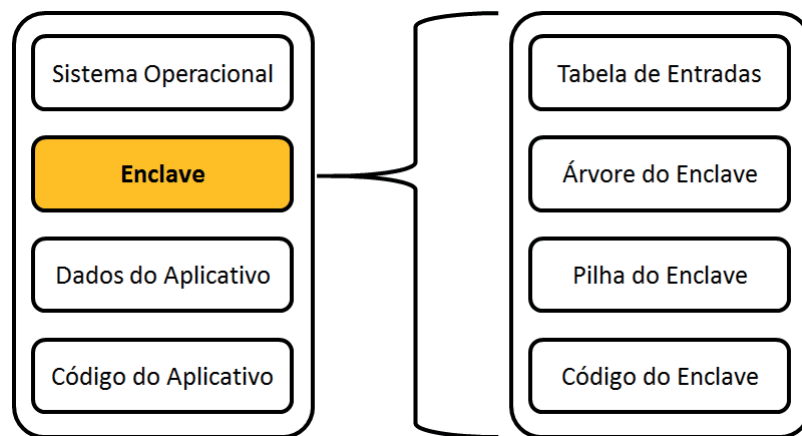 Sistema Operacional
Enclave
Dados do Aplicativo
Código do Aplicativo
Tabela de Entradas
Árvore do Enclave
Pilha do Enclave
Código do Enclave